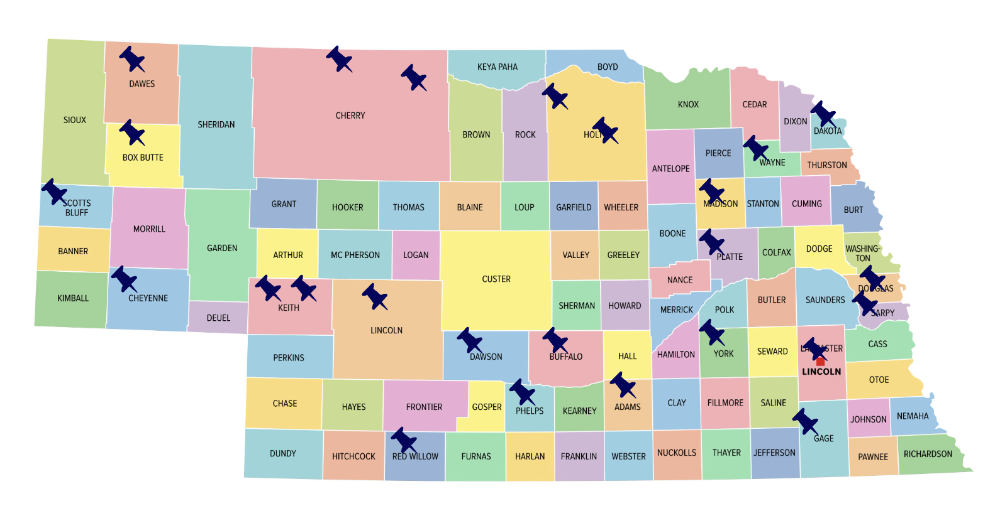 KEYA PAHA
BOYD
DAWES
KNOX
CEDAR
SIOUX
CHERRY
SHERIDAN
DIXON
DAKOTA
BROWN
ROCK
HOLT
BOX BUTTE
PIERCE
WAYNE
ANTELOPE
THURSTON
SCOTTS
BLUFF
GRANT
HOOKER
THOMAS
BLAINE
LOUP
GARFIELD
WHEELER
MADISON
STANTON
CUMING
BURT
MORRILL
BOONE
BANNER
GARDEN
ARTHUR
MC PHERSON
LOGAN
VALLEY
GREELEY
PLATTE
COLFAX
DODGE
WASHING-
TON
CUSTER
NANCE
DOUGLAS
KIMBALL
CHEYENNE
KEITH
SHERMAN
HOWARD
MERRICK
POLK
BUTLER
SAUNDERS
SARPY
DEUEL
LINCOLN
PERKINS
DAWSON
BUFFALO
HALL
HAMILTON
YORK
SEWARD
LANCASTER
CASS
LINCOLN
OTOE
CHASE
HAYES
FRONTIER
GOSPER
PHELPS
KEARNEY
ADAMS
CLAY
FILLMORE
SALINE
JOHNSON
NEMAHA
GAGE
DUNDY
HITCHCOCK
RED WILLOW
FURNAS
HARLAN
FRANKLIN
WEBSTER
NUCKOLLS
THAYER
JEFFERSON
PAWNEE
RICHARDSON